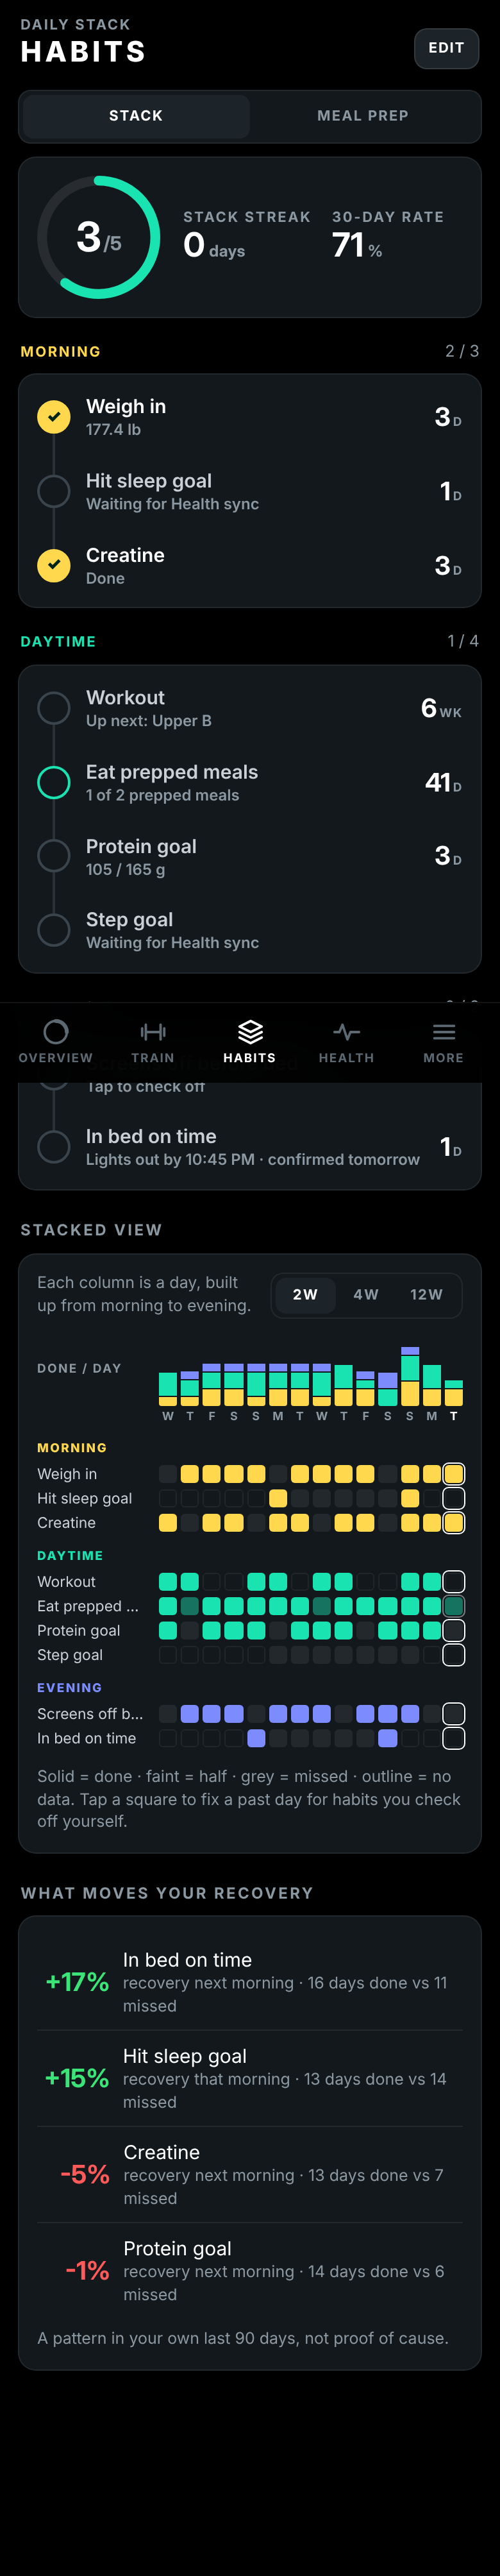 DAILY STACK
HABITS
EDIT
STACK
MEAL PREP
3/5
STACK STREAK
0 days
30-DAY RATE
71 %
MORNING
2 / 3
Weigh in
177.4 lb
3 D
Hit sleep goal
Waiting for Health sync
1 D
Creatine
Done
3 D
DAYTIME
1 / 4
Workout
Up next: Upper B
6 WK
Eat prepped meals
1 of 2 prepped meals
41 D
Protein goal
105 / 165 g
3 D
Step goal
Waiting for Health sync
OVERVIEW
TRAIN
HABITS
HEALTH
MORE
Tap to check off
In bed on time
Lights out by 10:45 PM · confirmed tomorrow
1 D
STACKED VIEW
Each column is a day, built
up from morning to evening.
2W
4W
12W
DONE / DAY
W T F S S M T W T F S S M T
MORNING
Weigh in
Hit sleep goal
Creatine
DAYTIME
Workout
Eat prepped ...
Protein goal
Step goal
EVENING
Screens off b...
In bed on time
Solid = done · faint = half · grey = missed · outline = no
data. Tap a square to fix a past day for habits you check
off yourself.
WHAT MOVES YOUR RECOVERY
+17%
In bed on time
recovery next morning · 16 days done vs 11
missed
+15%
Hit sleep goal
recovery that morning · 13 days done vs 14
missed
-5%
Creatine
recovery next morning · 13 days done vs 7
missed
-1%
Protein goal
recovery next morning · 14 days done vs 6
missed
A pattern in your own last 90 days, not proof of cause.